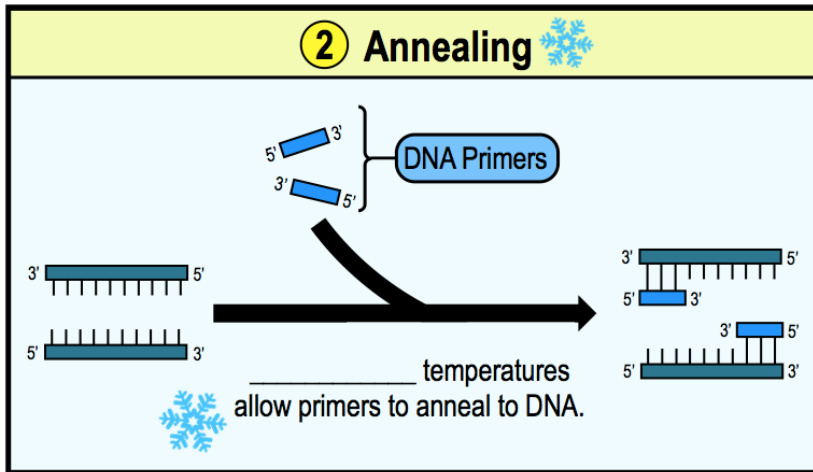 2 Annealing
3'
5'
DNA Primers
3'
5'
3' 5'
3' 5'
5' 3'
3' 5'
5' 3'
5' 3'
____________ temperatures
allow primers to anneal to DNA.